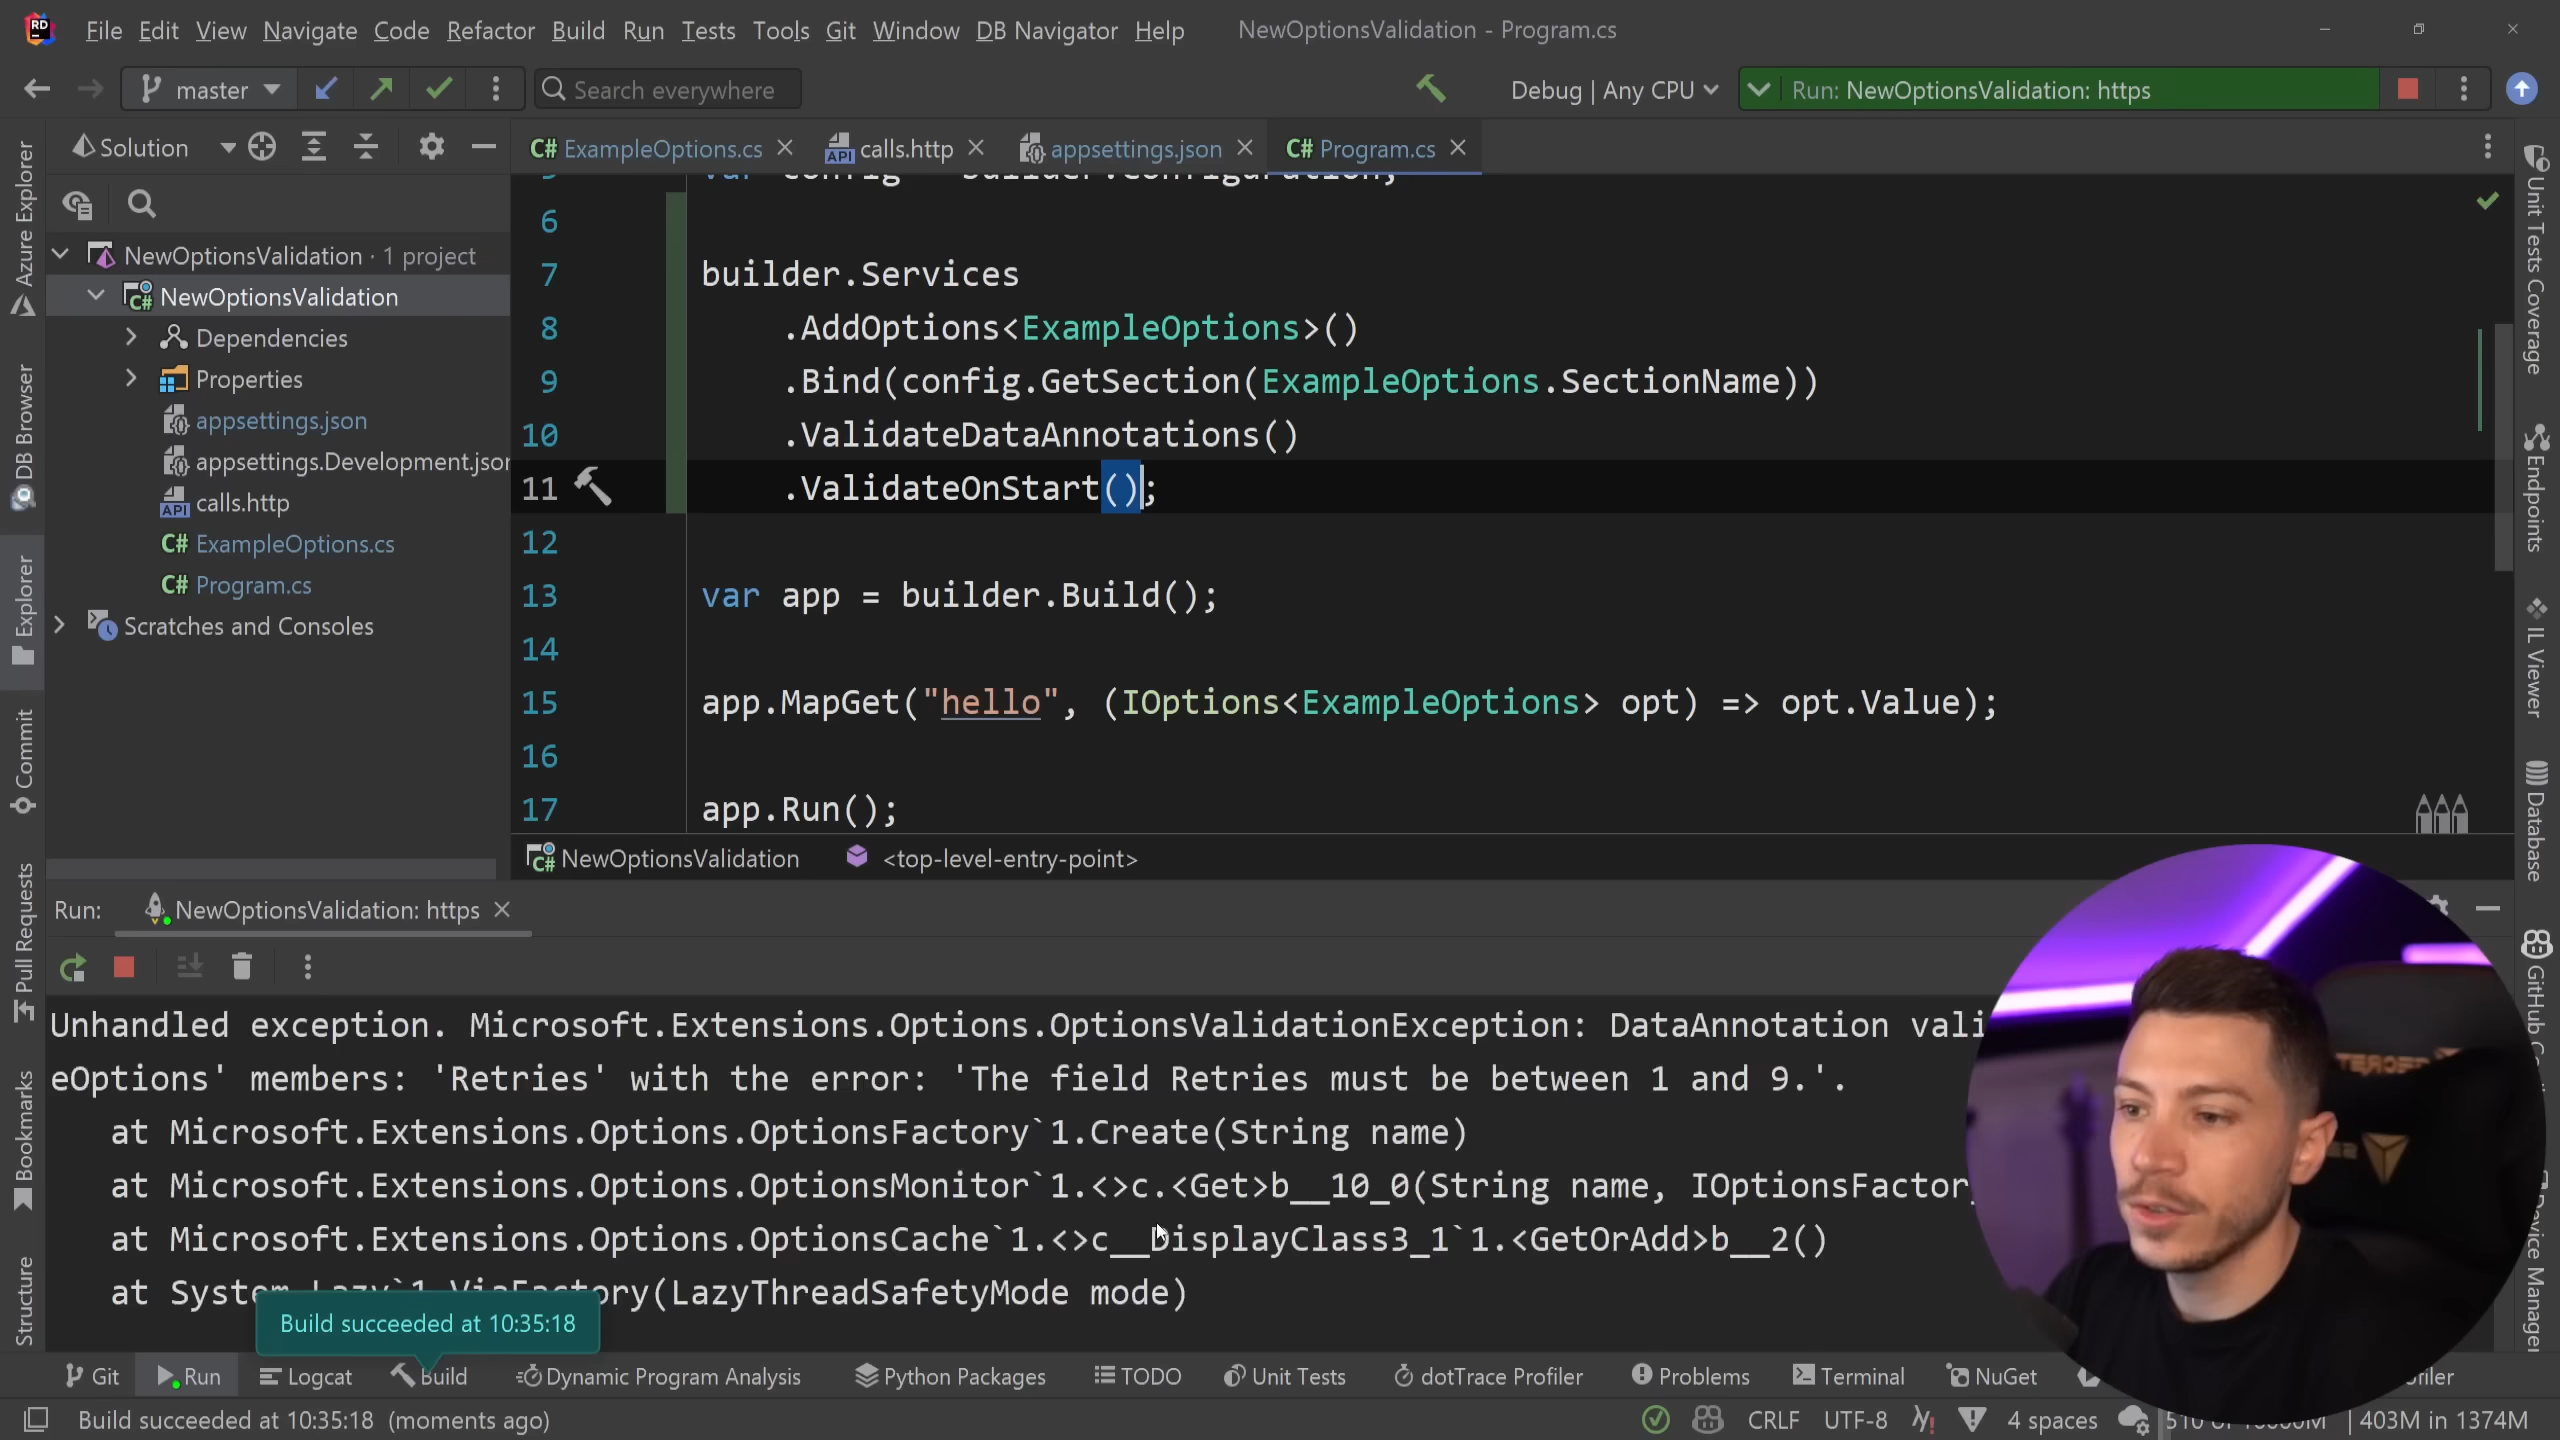 File Edit View Navigate Code Refactor Build Run Tests Tools Git Window DB Navigator Help NewOptionsValidation - Program.cs
master Search everywhere Debug | Any CPU Run: NewOptionsValidation: https
Solution
ExampleOptions.cs calls.http appsettings.json Program.cs
NewOptionsValidation · 1 project
NewOptionsValidation
Dependencies
Properties
appsettings.json
appsettings.Development.json
calls.http
ExampleOptions.cs
Program.cs
Scratches and Consoles
Azure Explorer
DB Browser
Explorer
Commit
Pull Requests
Bookmarks
Structure
6
7 builder.Services
8 .AddOptions<ExampleOptions>()
9 .Bind(config.GetSection(ExampleOptions.SectionName))
10 .ValidateDataAnnotations()
11 .ValidateOnStart();
12
13 var app = builder.Build();
14
15 app.MapGet("hello", (IOptions<ExampleOptions> opt) => opt.Value);
16
17 app.Run();
NewOptionsValidation <top-level-entry-point>
Unit Tests Coverage
Endpoints
IL Viewer
Database
Run: NewOptionsValidation: https
Unhandled exception. Microsoft.Extensions.Options.OptionsValidationException: DataAnnotation vali
eOptions' members: 'Retries' with the error: 'The field Retries must be between 1 and 9.'.
at Microsoft.Extensions.Options.OptionsFactory`1.Create(String name)
at Microsoft.Extensions.Options.OptionsMonitor`1.<>c.<Get>b__10_0(String name, IOptionsFactor
at Microsoft.Extensions.Options.OptionsCache`1.<>c__DisplayClass3_1`1.<GetOrAdd>b__2()
at System.Lazy`1.ViaFactory(LazyThreadSafetyMode mode)
Build succeeded at 10:35:18
Git Run Logcat Build Dynamic Program Analysis Python Packages TODO Unit Tests dotTrace Profiler Problems Terminal NuGet
Build succeeded at 10:35:18 (moments ago) CRLF UTF-8 4 spaces 403M in 1374M